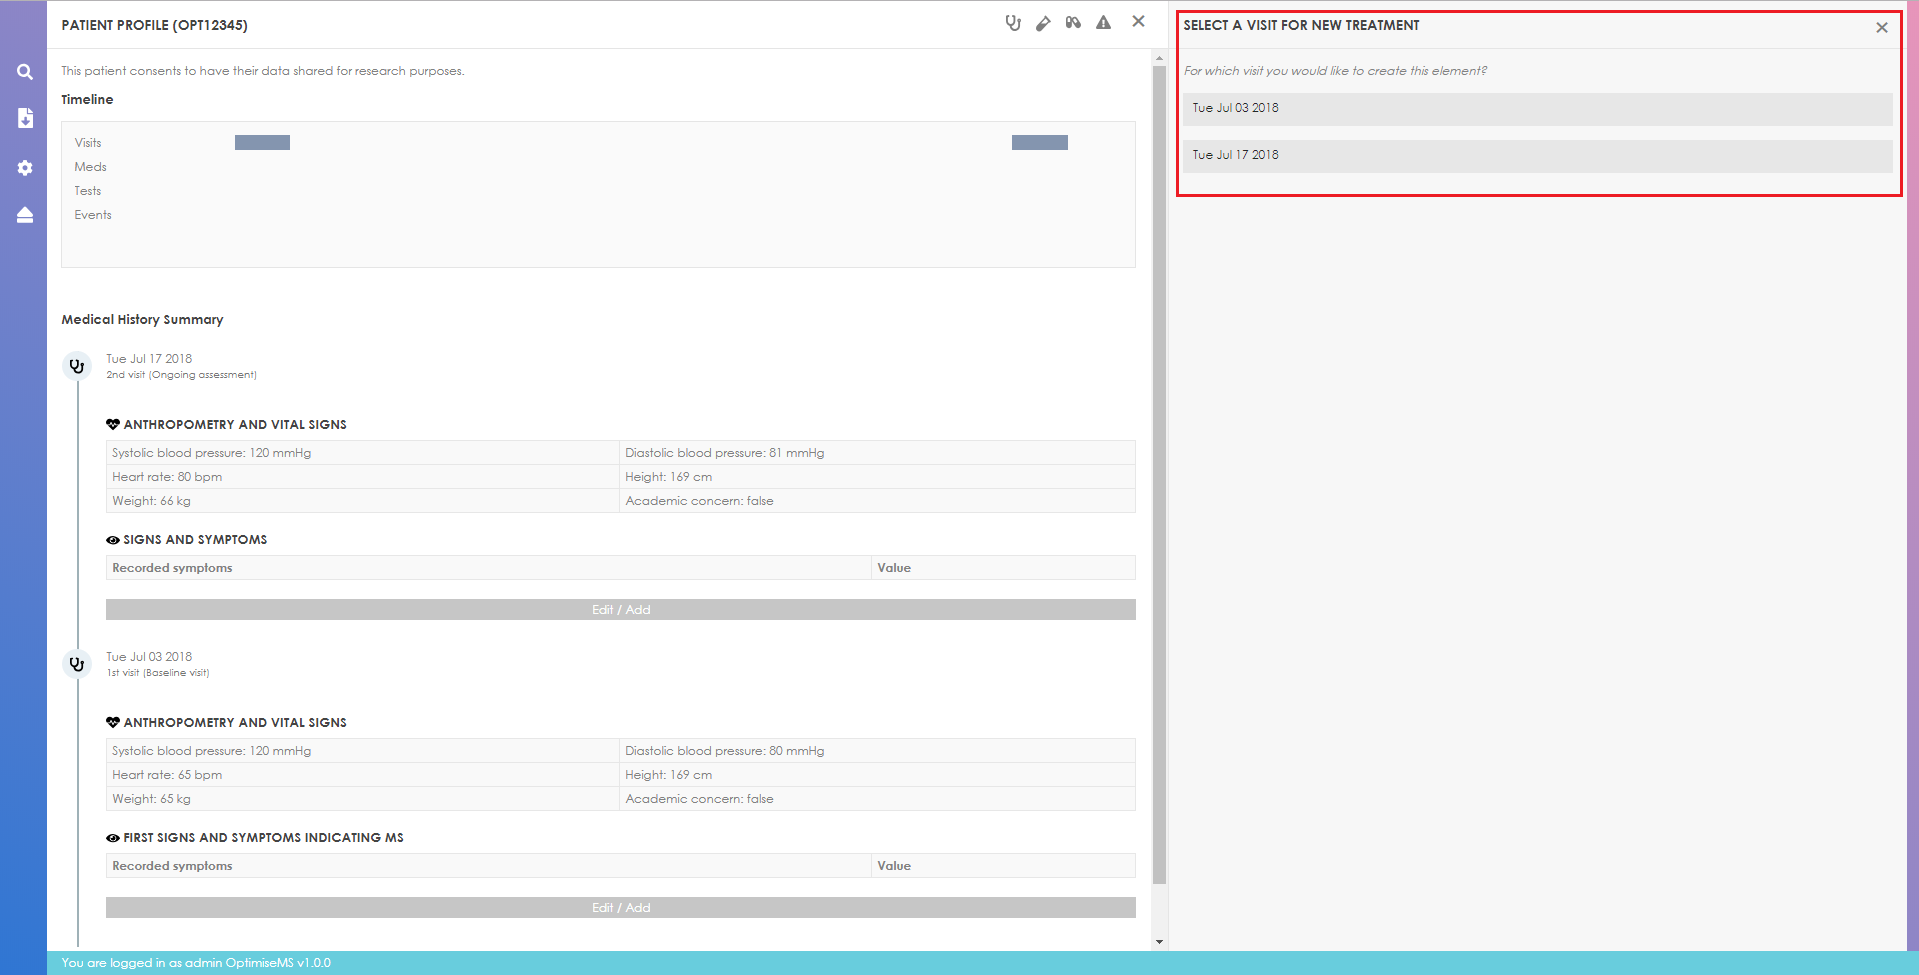 PATIENT PROFILE (OPT12345)
This patient consents to have their data shared for research purposes.
Timeline
Visits
Meds
Tests
Events
Medical History Summary
Tue Jul 17 2018
2nd visit (Ongoing assessment)
ANTHROPOMETRY AND VITAL SIGNS
Systolic blood pressure: 120 mmHg Diastolic blood pressure: 81 mmHg
Heart rate: 80 bpm Height: 169 cm
Weight: 66 kg Academic concern: false
SIGNS AND SYMPTOMS
Recorded symptoms Value
Edit / Add
Tue Jul 03 2018
1st visit (Baseline visit)
ANTHROPOMETRY AND VITAL SIGNS
Systolic blood pressure: 120 mmHg Diastolic blood pressure: 80 mmHg
Heart rate: 65 bpm Height: 169 cm
Weight: 65 kg Academic concern: false
FIRST SIGNS AND SYMPTOMS INDICATING MS
Recorded symptoms Value
Edit / Add
SELECT A VISIT FOR NEW TREATMENT
For which visit you would like to create this element?
Tue Jul 03 2018
Tue Jul 17 2018
You are logged in as admin OptimiseMS v1.0.0